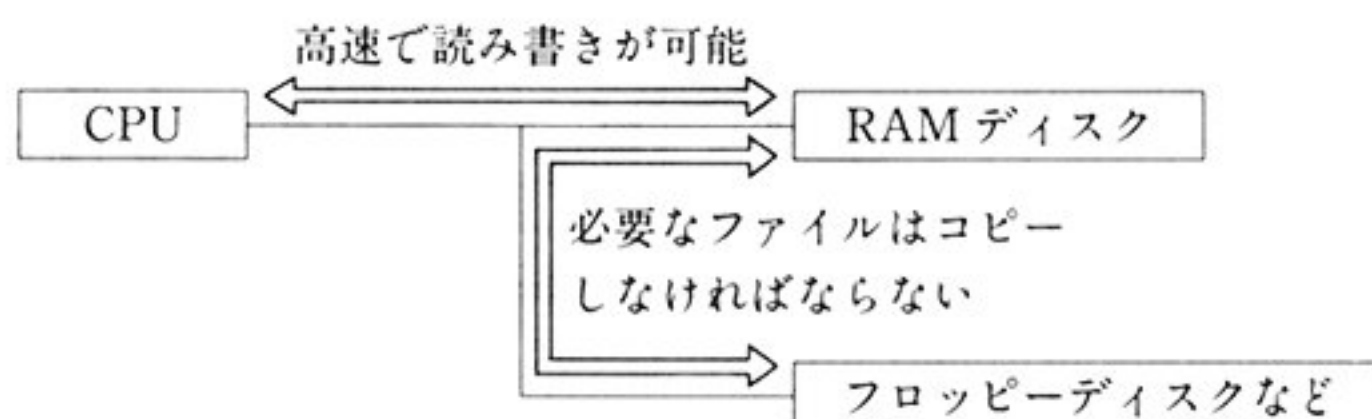 高速で読み書きが可能
CPU
RAMディスク
必要なファイルはコピー
しなければならない
フロッピーディスクなど